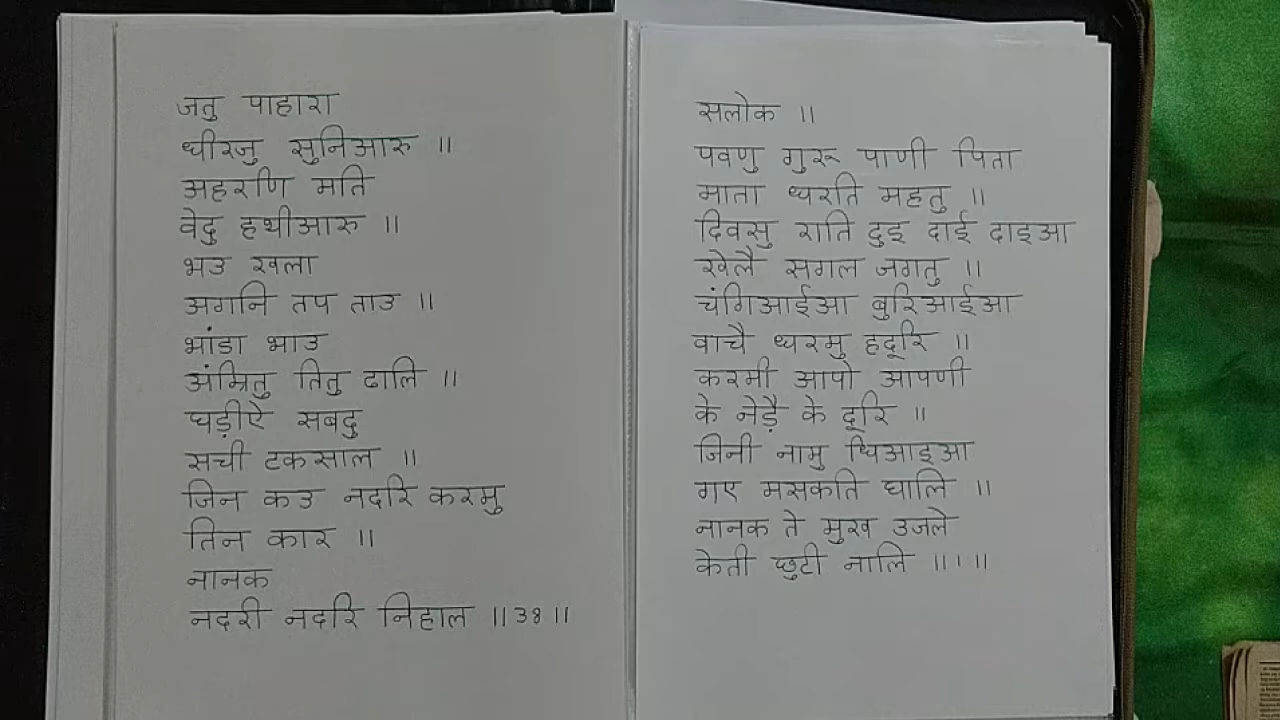 जतु पाहारा
धीरजु सुनिआरु ॥
अहरणि मति
वेदु हथीआरु ॥
भउ खला
अगनि तप ताउ ॥
भांडा भाउ
अंम्रितु तितु ढालि ॥
घड़ीऐ सबदु
सची टकसाल ॥
जिन कउ नदरि करमु
तिन कार ॥
नानक
नदरी नदरि निहाल ॥38॥
सलोक ॥
पवणु गुरू पाणी पिता
माता धरति महतु ॥
दिवसु राति दुइ दाई दाइआ
खेलै सगल जगतु ॥
चंगिआईआ बुरिआईआ
वाचै धरमु हदूरि ॥
करमी आपो आपणी
के नेड़ै के दूरि ॥
जिनी नामु धिआइआ
गए मसकति घालि ॥
नानक ते मुख उजले
केती छुटी नालि ॥१॥